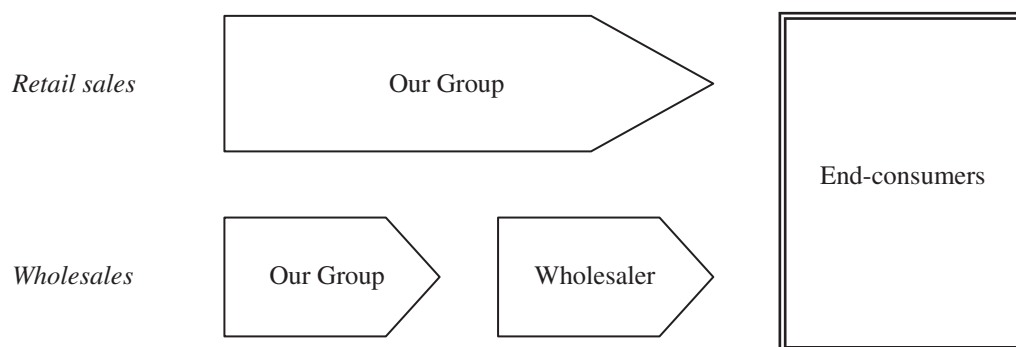 Retail sales
Our Group
End-consumers
Wholesales
Our Group
Wholesaler